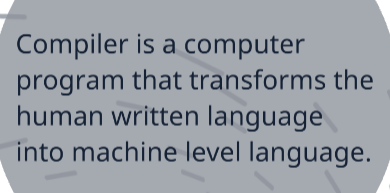 Compiler is a computer
program that transforms the
human written language
into machine level language.